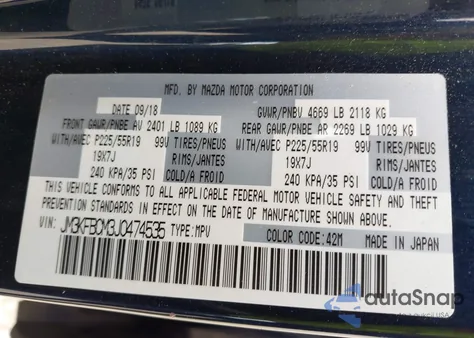 MFD. BY MAZDA MOTOR CORPORATION
DATE 09/18 GVWR/PNBV 4669 LB 2118 KG
FRONT GAWR/PNBE AV 2401 LB 1089 KG REAR GAWR/PNBE AR 2269 LB 1029 KG
WITH/AVEC P225/55R19 99V TIRES/PNEUS WITH/AVEC P225/55R19 99V TIRES/PNEUS
19X7J RIMS/JANTES 19X7J RIMS/JANTES
240 KPA/35 PSI COLD/A FROID 240 KPA/35 PSI COLD/A FROID
THIS VEHICLE CONFORMS TO ALL APPLICABLE FEDERAL MOTOR VEHICLE SAFETY AND THEFT
PREVENTION STANDARDS IN EFFECT ON THE DATE OF MANUFACTURE SHOWN ABOVE.
VIN: JM3KFBCM3J0474535 TYPE: MPV COLOR CODE: 42M MADE IN JAPAN
autoSnap